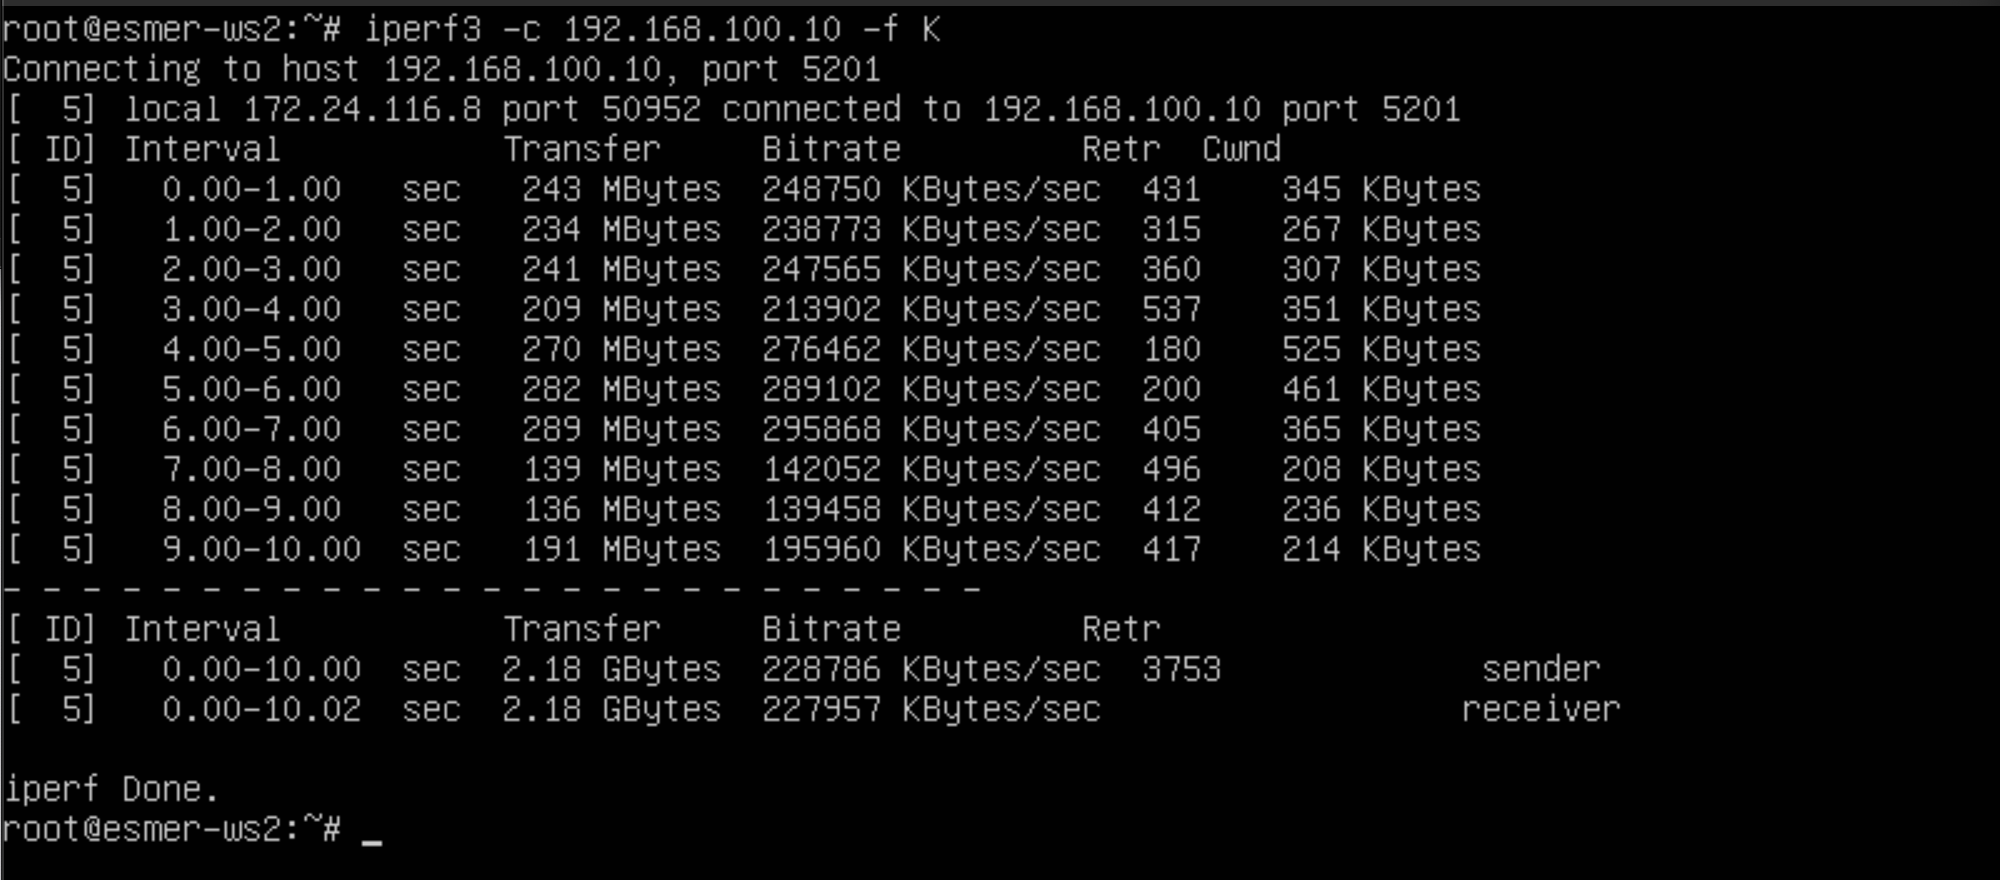 root@esmer-ws2:~# iperf3 -c 192.168.100.10 -f K
Connecting to host 192.168.100.10, port 5201
[  5] local 172.24.116.8 port 50952 connected to 192.168.100.10 port 5201
[ ID] Interval           Transfer     Bitrate         Retr  Cwnd
[  5]   0.00-1.00   sec   243 MBytes  248750 KBytes/sec  431    345 KBytes
[  5]   1.00-2.00   sec   234 MBytes  238773 KBytes/sec  315    267 KBytes
[  5]   2.00-3.00   sec   241 MBytes  247565 KBytes/sec  360    307 KBytes
[  5]   3.00-4.00   sec   209 MBytes  213902 KBytes/sec  537    351 KBytes
[  5]   4.00-5.00   sec   270 MBytes  276462 KBytes/sec  180    525 KBytes
[  5]   5.00-6.00   sec   282 MBytes  289102 KBytes/sec  200    461 KBytes
[  5]   6.00-7.00   sec   289 MBytes  295868 KBytes/sec  405    365 KBytes
[  5]   7.00-8.00   sec   139 MBytes  142052 KBytes/sec  496    208 KBytes
[  5]   8.00-9.00   sec   136 MBytes  139458 KBytes/sec  412    236 KBytes
[  5]   9.00-10.00  sec   191 MBytes  195960 KBytes/sec  417    214 KBytes
- - - - - - - - - - - - - - - - - - - - - - - - -
[ ID] Interval           Transfer     Bitrate         Retr
[  5]   0.00-10.00  sec  2.18 GBytes  228786 KBytes/sec  3753             sender
[  5]   0.00-10.02  sec  2.18 GBytes  227957 KBytes/sec                  receiver
iperf Done.
root@esmer-ws2:~# _